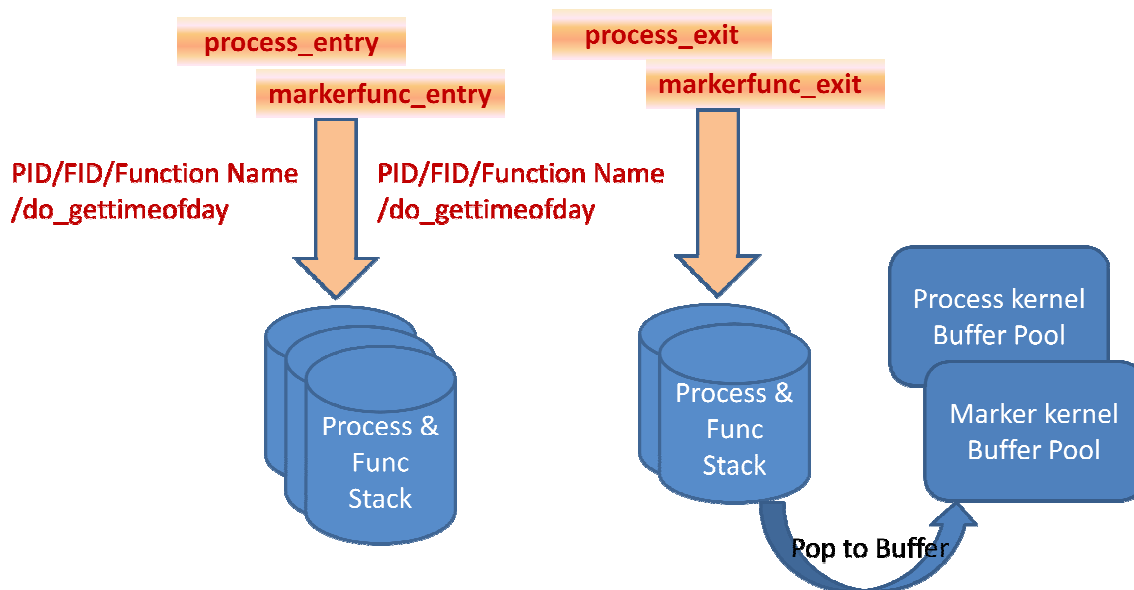 process_entry
markerfunc_entry
process_exit
markerfunc_exit
PID/FID/Function Name
/do_gettimeofday
PID/FID/Function Name
/do_gettimeofday
Process &
Func
Stack
Process &
Func
Stack
Process kernel
Buffer Pool
Marker kernel
Buffer Pool
Pop to Buffer